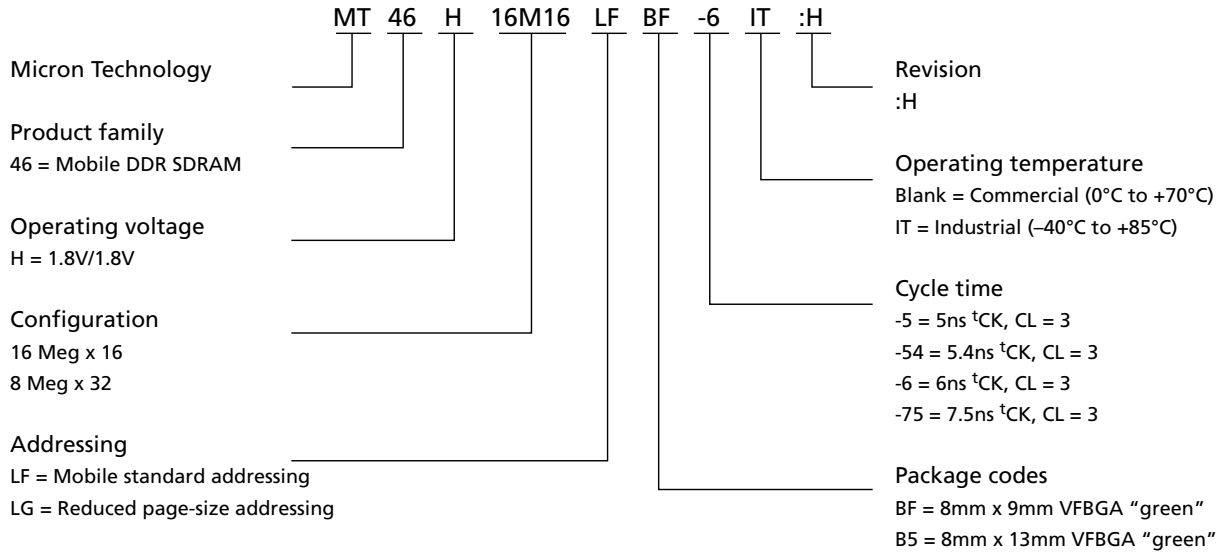 MT 46 H 16M16 LF BF -6 IT :H
Micron Technology
Product family
46 = Mobile DDR SDRAM
Operating voltage
H = 1.8V/1.8V
Configuration
16 Meg x 16
8 Meg x 32
Addressing
LF = Mobile standard addressing
LG = Reduced page-size addressing
Revision
:H
Operating temperature
Blank = Commercial (0°C to +70°C)
IT = Industrial (–40°C to +85°C)
Cycle time
-5 = 5ns tCK, CL = 3
-54 = 5.4ns tCK, CL = 3
-6 = 6ns tCK, CL = 3
-75 = 7.5ns tCK, CL = 3
Package codes
BF = 8mm x 9mm VFBGA “green”
B5 = 8mm x 13mm VFBGA “green”